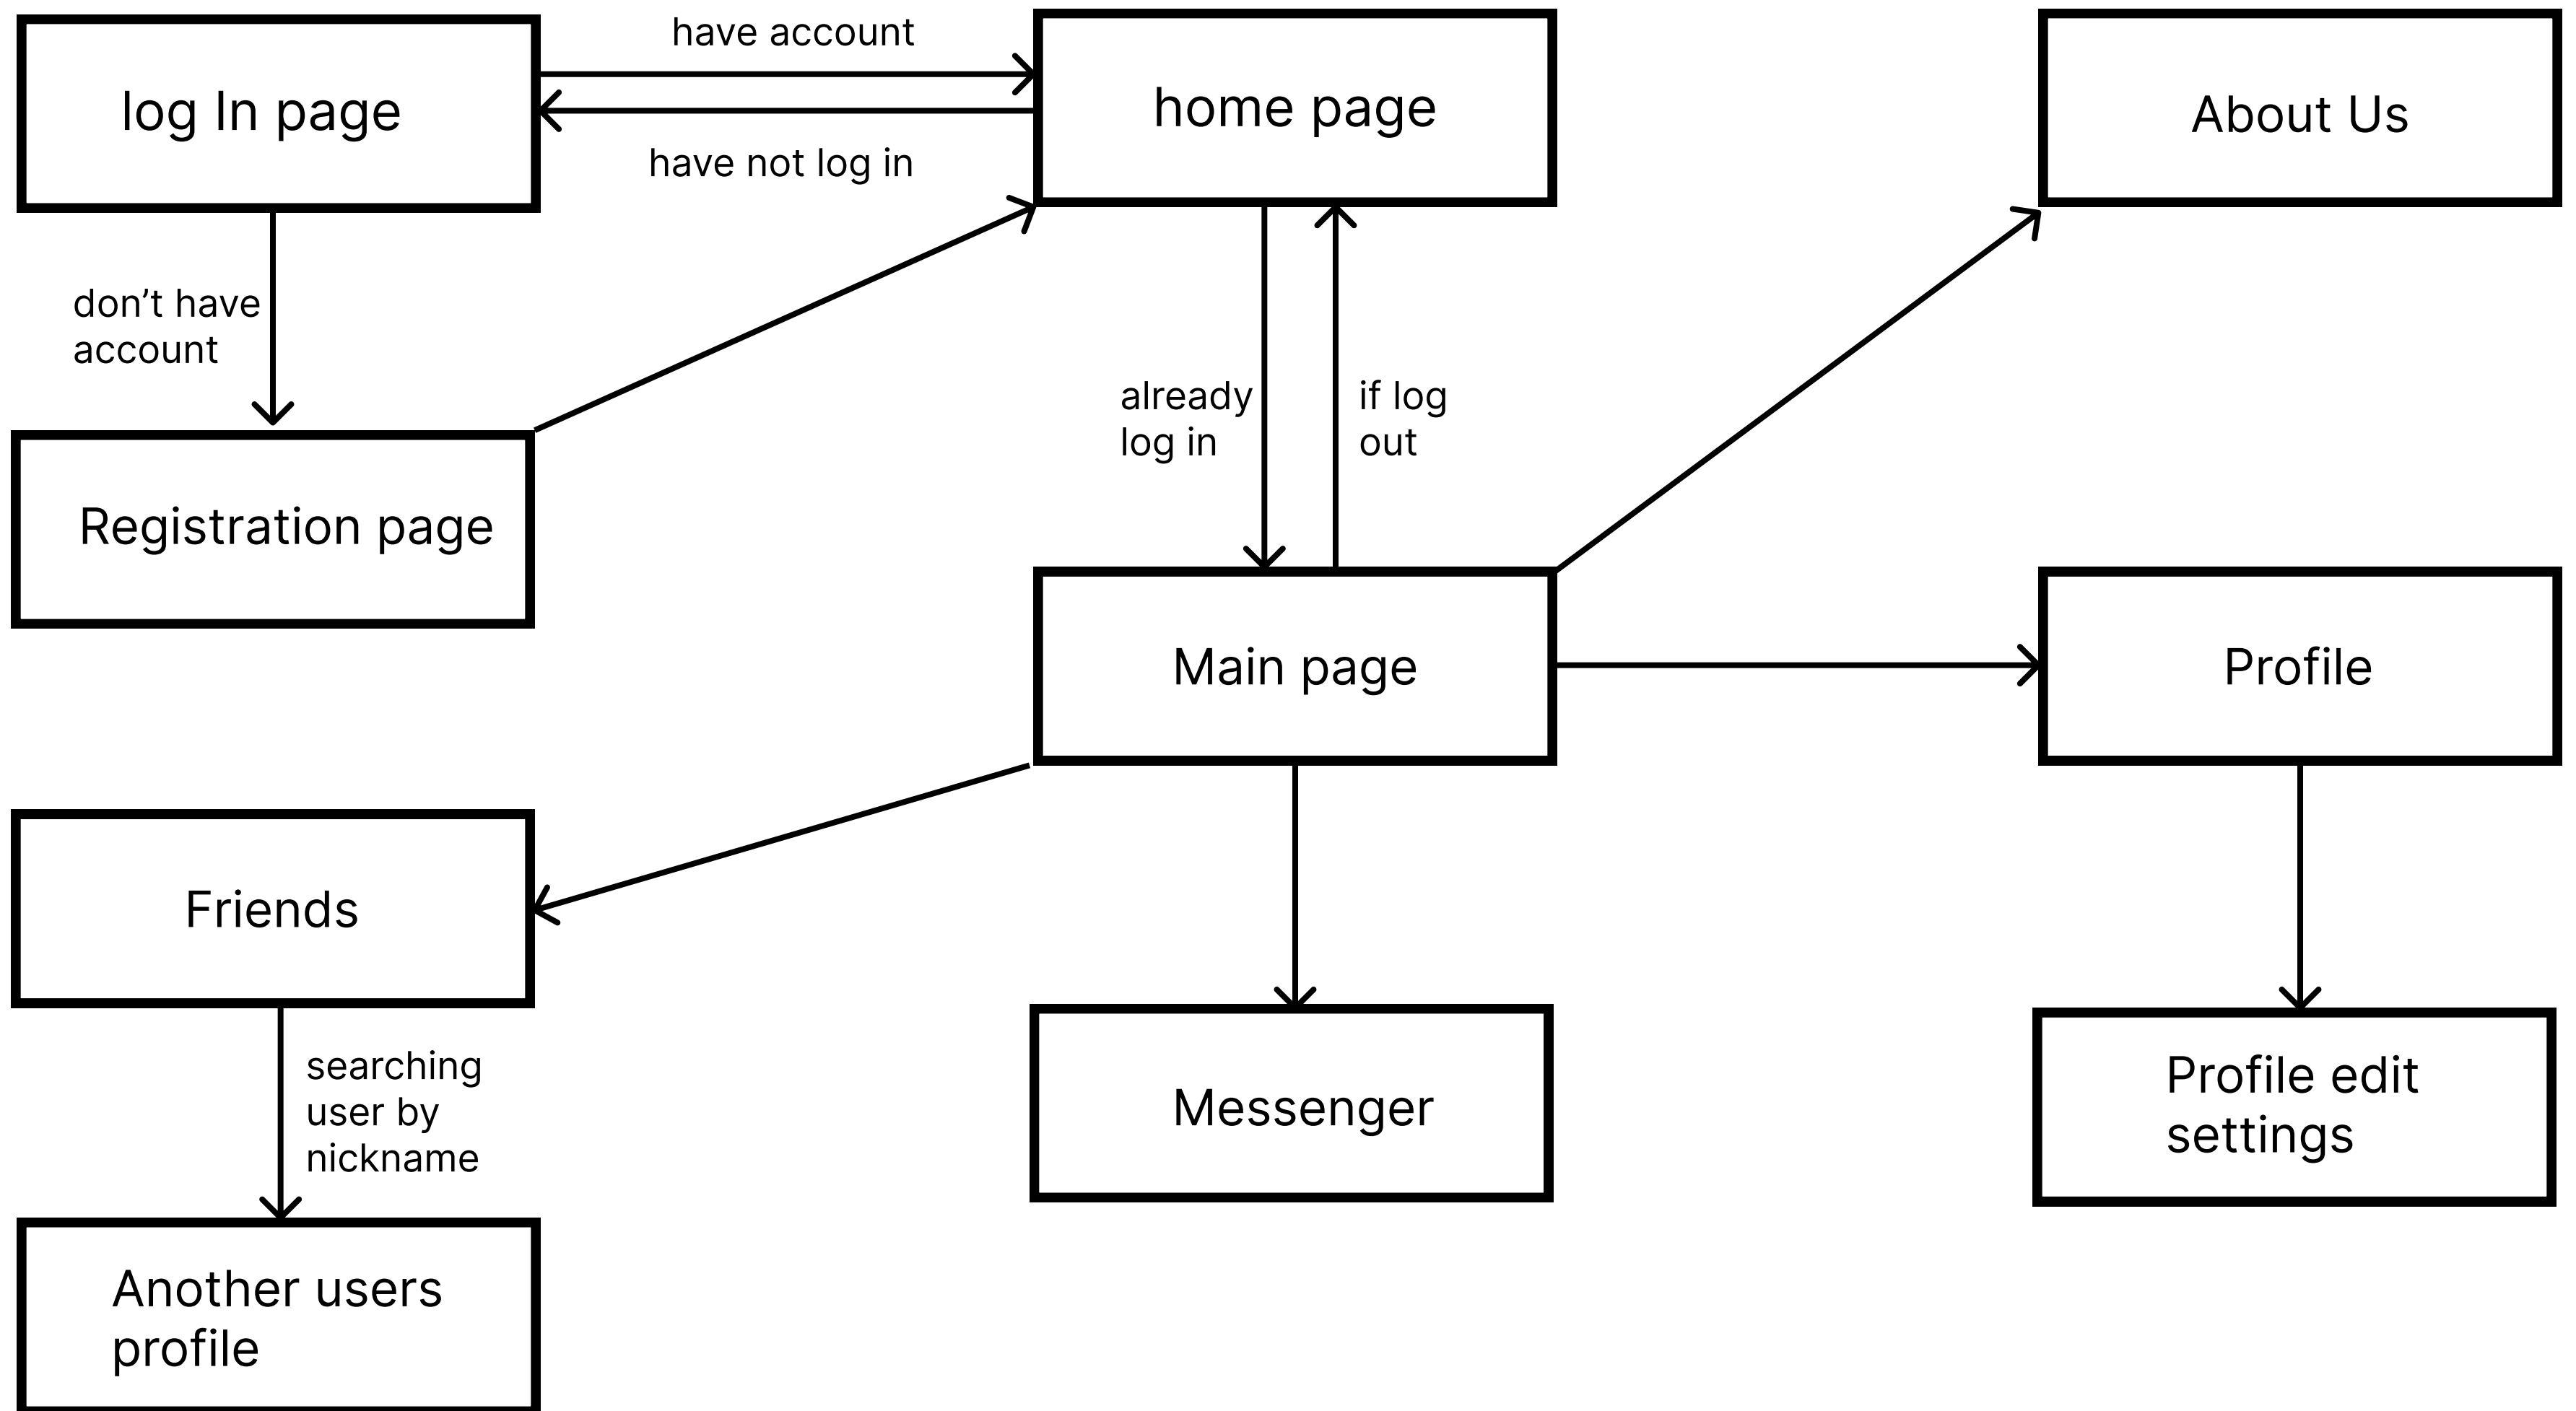 log In page
have account
have not log in
home page
About Us
don’t have
account
already
log in
if log
out
Registration page
Main page
Profile
Friends
searching
user by
nickname
Messenger
Profile edit
settings
Another users
profile